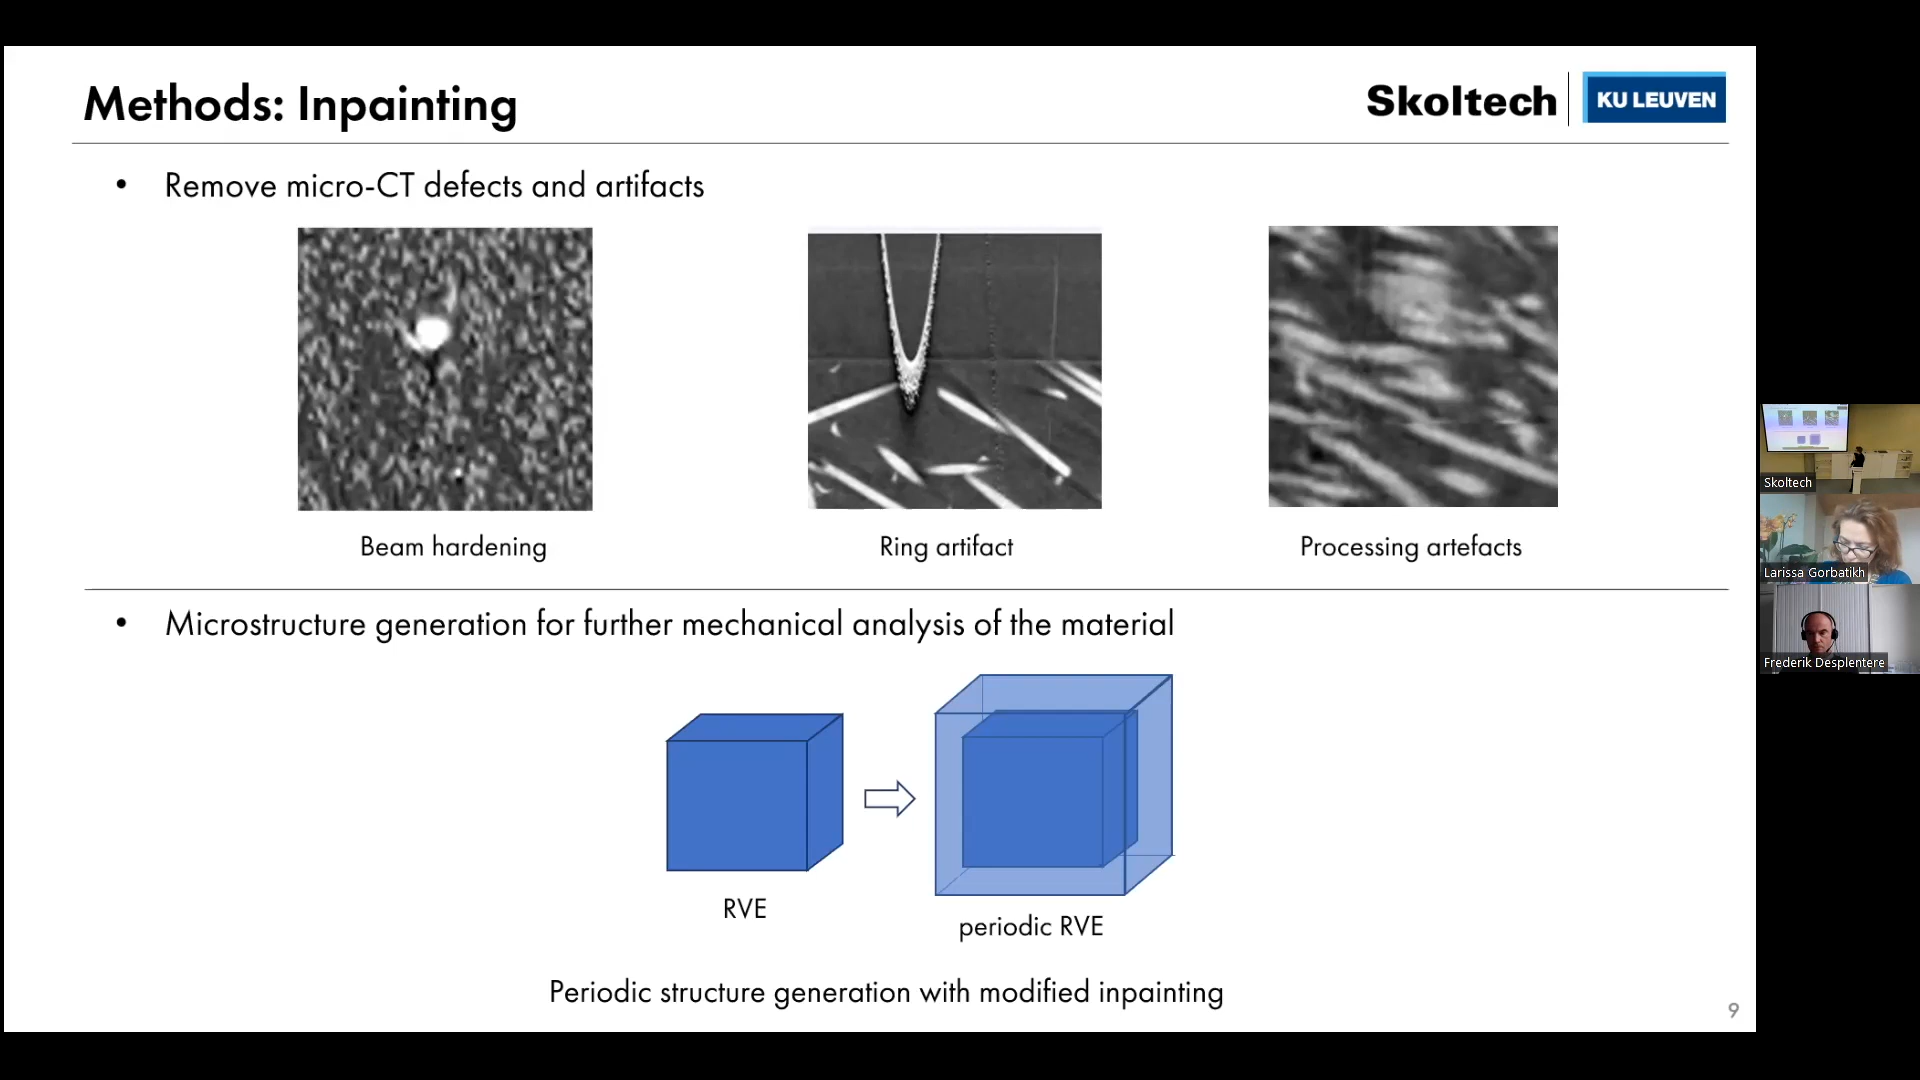 Methods: Inpainting
Skoltech
KU LEUVEN
• Remove micro-CT defects and artifacts
Beam hardening
Ring artifact
Processing artefacts
• Microstructure generation for further mechanical analysis of the material
RVE
periodic RVE
Periodic structure generation with modified inpainting
9
Skoltech
Larissa Gorbatikh
Frederik Desplentere